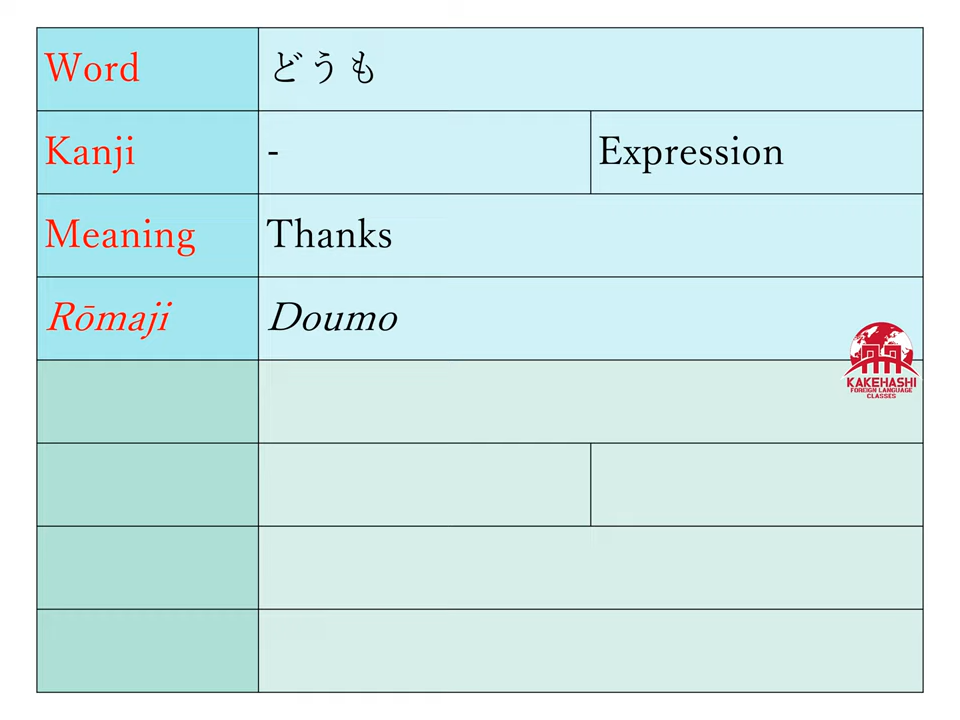 Word どうも
Kanji - Expression
Meaning Thanks
Rōmaji Doumo
KAKEHASHI
FOREIGN LANGUAGE
CLASSES